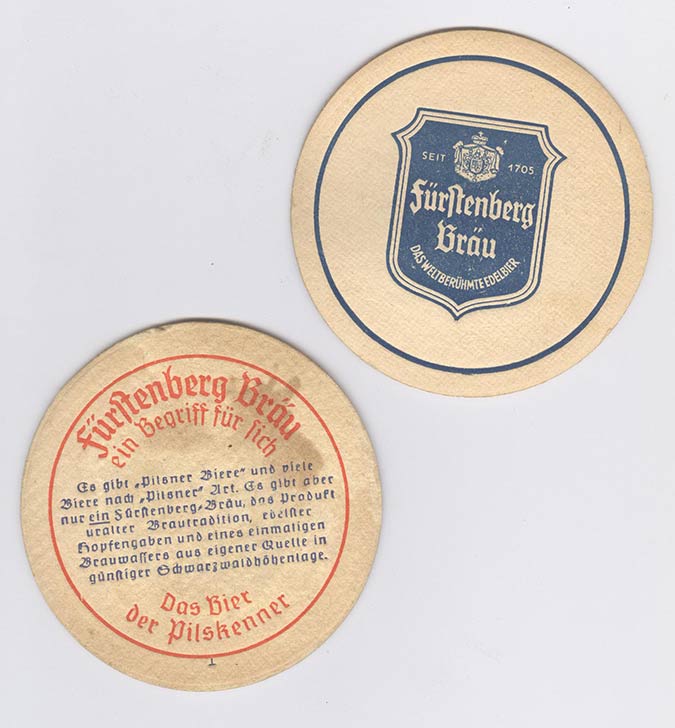 SEIT 1705
Fürstenberg
Bräu
DAS WELTBERÜHMTE EDELBIER
Fürstenberg Bräu
ein Begriff für sich
Es gibt „Pilsner Biere" und viele
Biere nach „Pilsner" Art. Es gibt aber
nur ein Fürstenberg-Bräu, das Produkt
uralter Brautradition, edelster
Hopfengaben und eines einmaligen
Brauwassers aus eigener Quelle in
günstiger Schwarzwaldhöhenlage.
Das Bier
der Pilskenner
1